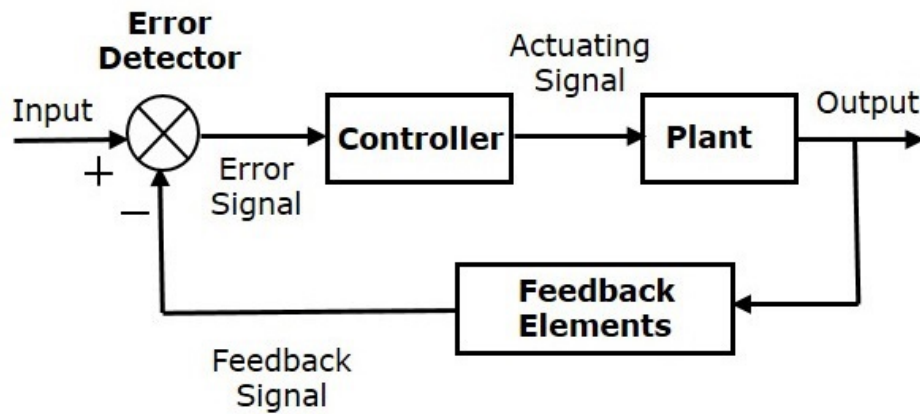 Error
Detector
Input
+
−
Error
Signal
Controller
Actuating
Signal
Plant
Output
Feedback
Elements
Feedback
Signal